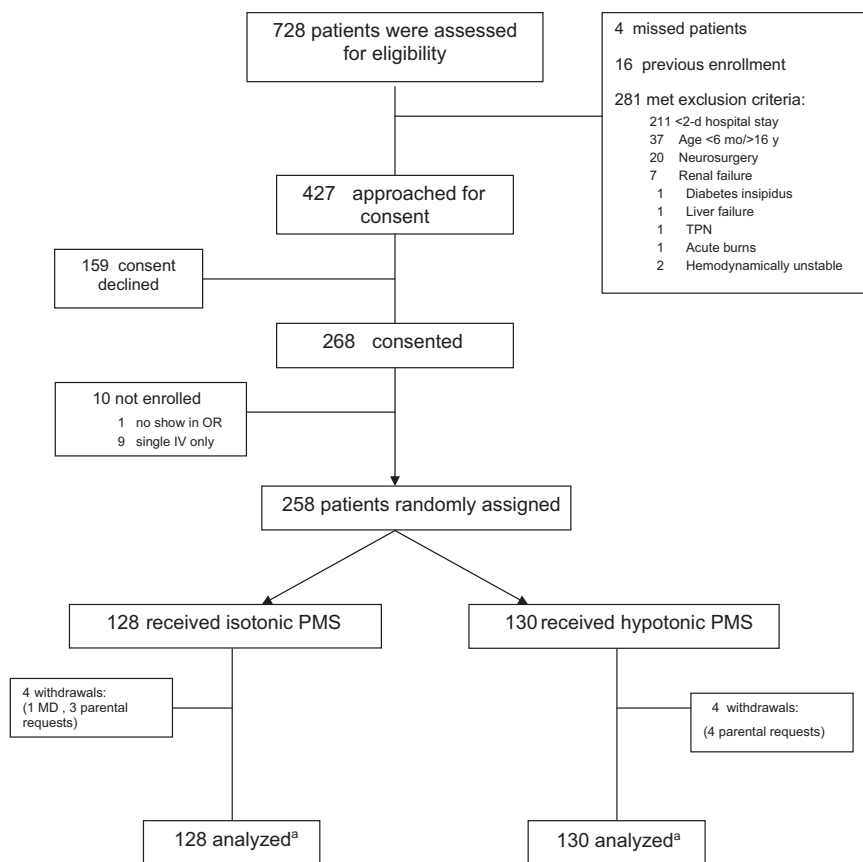 728 patients were assessed
for eligibility
4 missed patients
16 previous enrollment
281 met exclusion criteria:
211 <2-d hospital stay
37 Age <6 mo/>16 y
20 Neurosurgery
7 Renal failure
1 Diabetes insipidus
1 Liver failure
1 TPN
1 Acute burns
2 Hemodynamically unstable
427 approached for
consent
159 consent
declined
268 consented
10 not enrolled
1 no show in OR
9 single IV only
258 patients randomly assigned
128 received isotonic PMS
130 received hypotonic PMS
4 withdrawals:
(1 MD , 3 parental
requests)
4 withdrawals:
(4 parental requests)
128 analyzedᵃ
130 analyzedᵃ